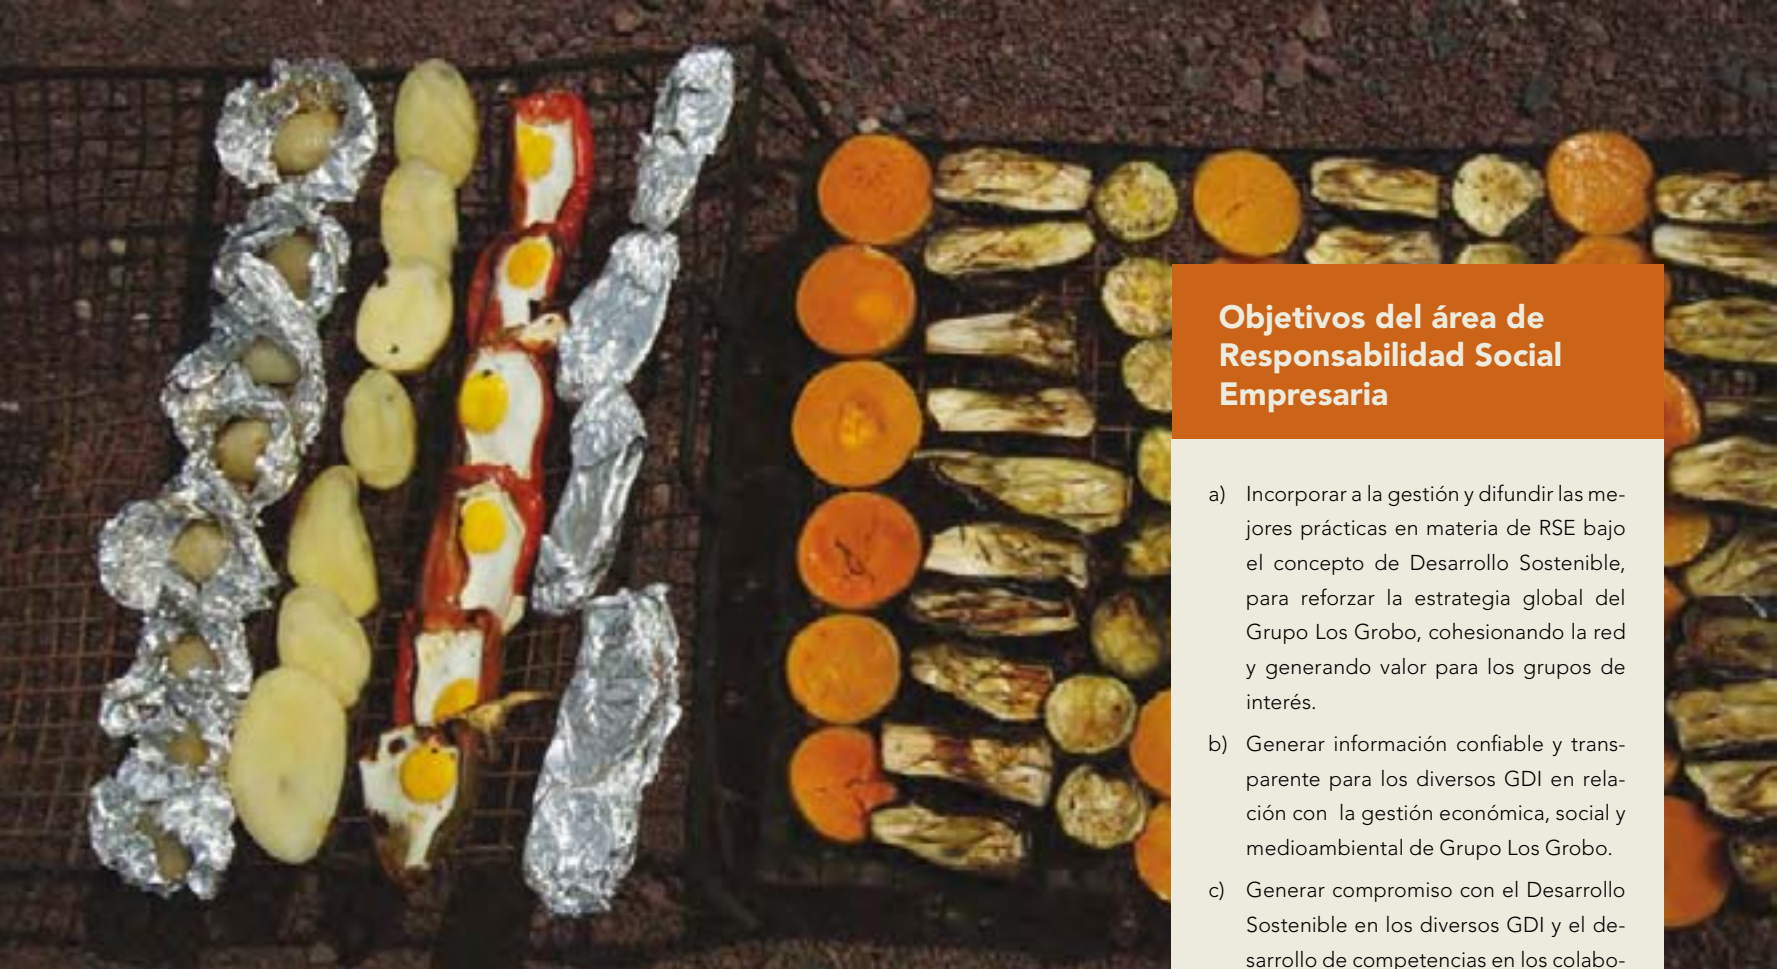 Objetivos del área de
Responsabilidad Social
Empresaria
a) Incorporar a la gestión y difundir las me-
jores prácticas en materia de RSE bajo
el concepto de Desarrollo Sostenible,
para reforzar la estrategia global del
Grupo Los Grobo, cohesionando la red
y generando valor para los grupos de
interés.
b) Generar información confiable y trans-
parente para los diversos GDI en rela-
ción con la gestión económica, social y
medioambiental de Grupo Los Grobo.
c) Generar compromiso con el Desarrollo
Sostenible en los diversos GDI y el de-
sarrollo de competencias en los colabo-